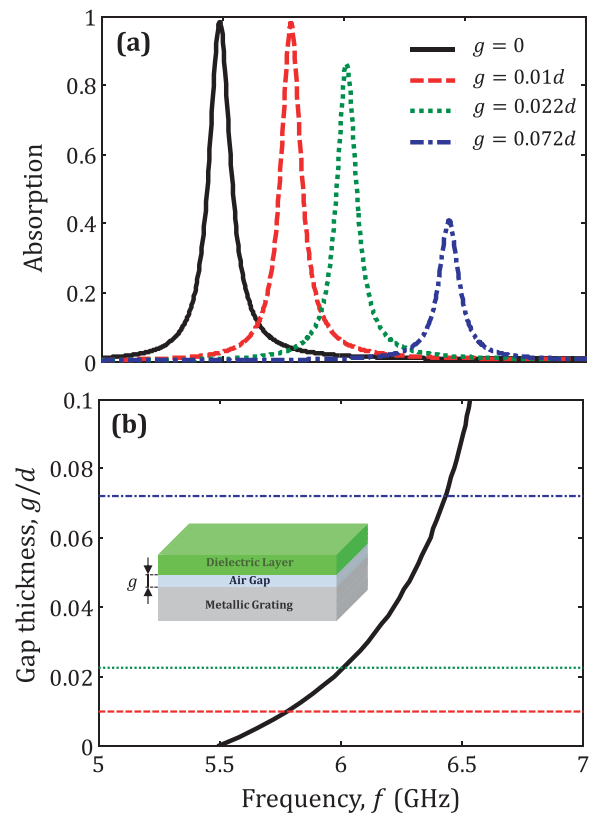 (a)
g = 0
g = 0.01d
g = 0.022d
g = 0.072d
Absorption
1
0.8
0.6
0.4
0.2
0
(b)
Gap thickness, g/d
0.1
0.08
0.06
0.04
0.02
0
Dielectric Layer
g
Air Gap
Metallic Grating
5
5.5
6
6.5
7
Frequency, f (GHz)